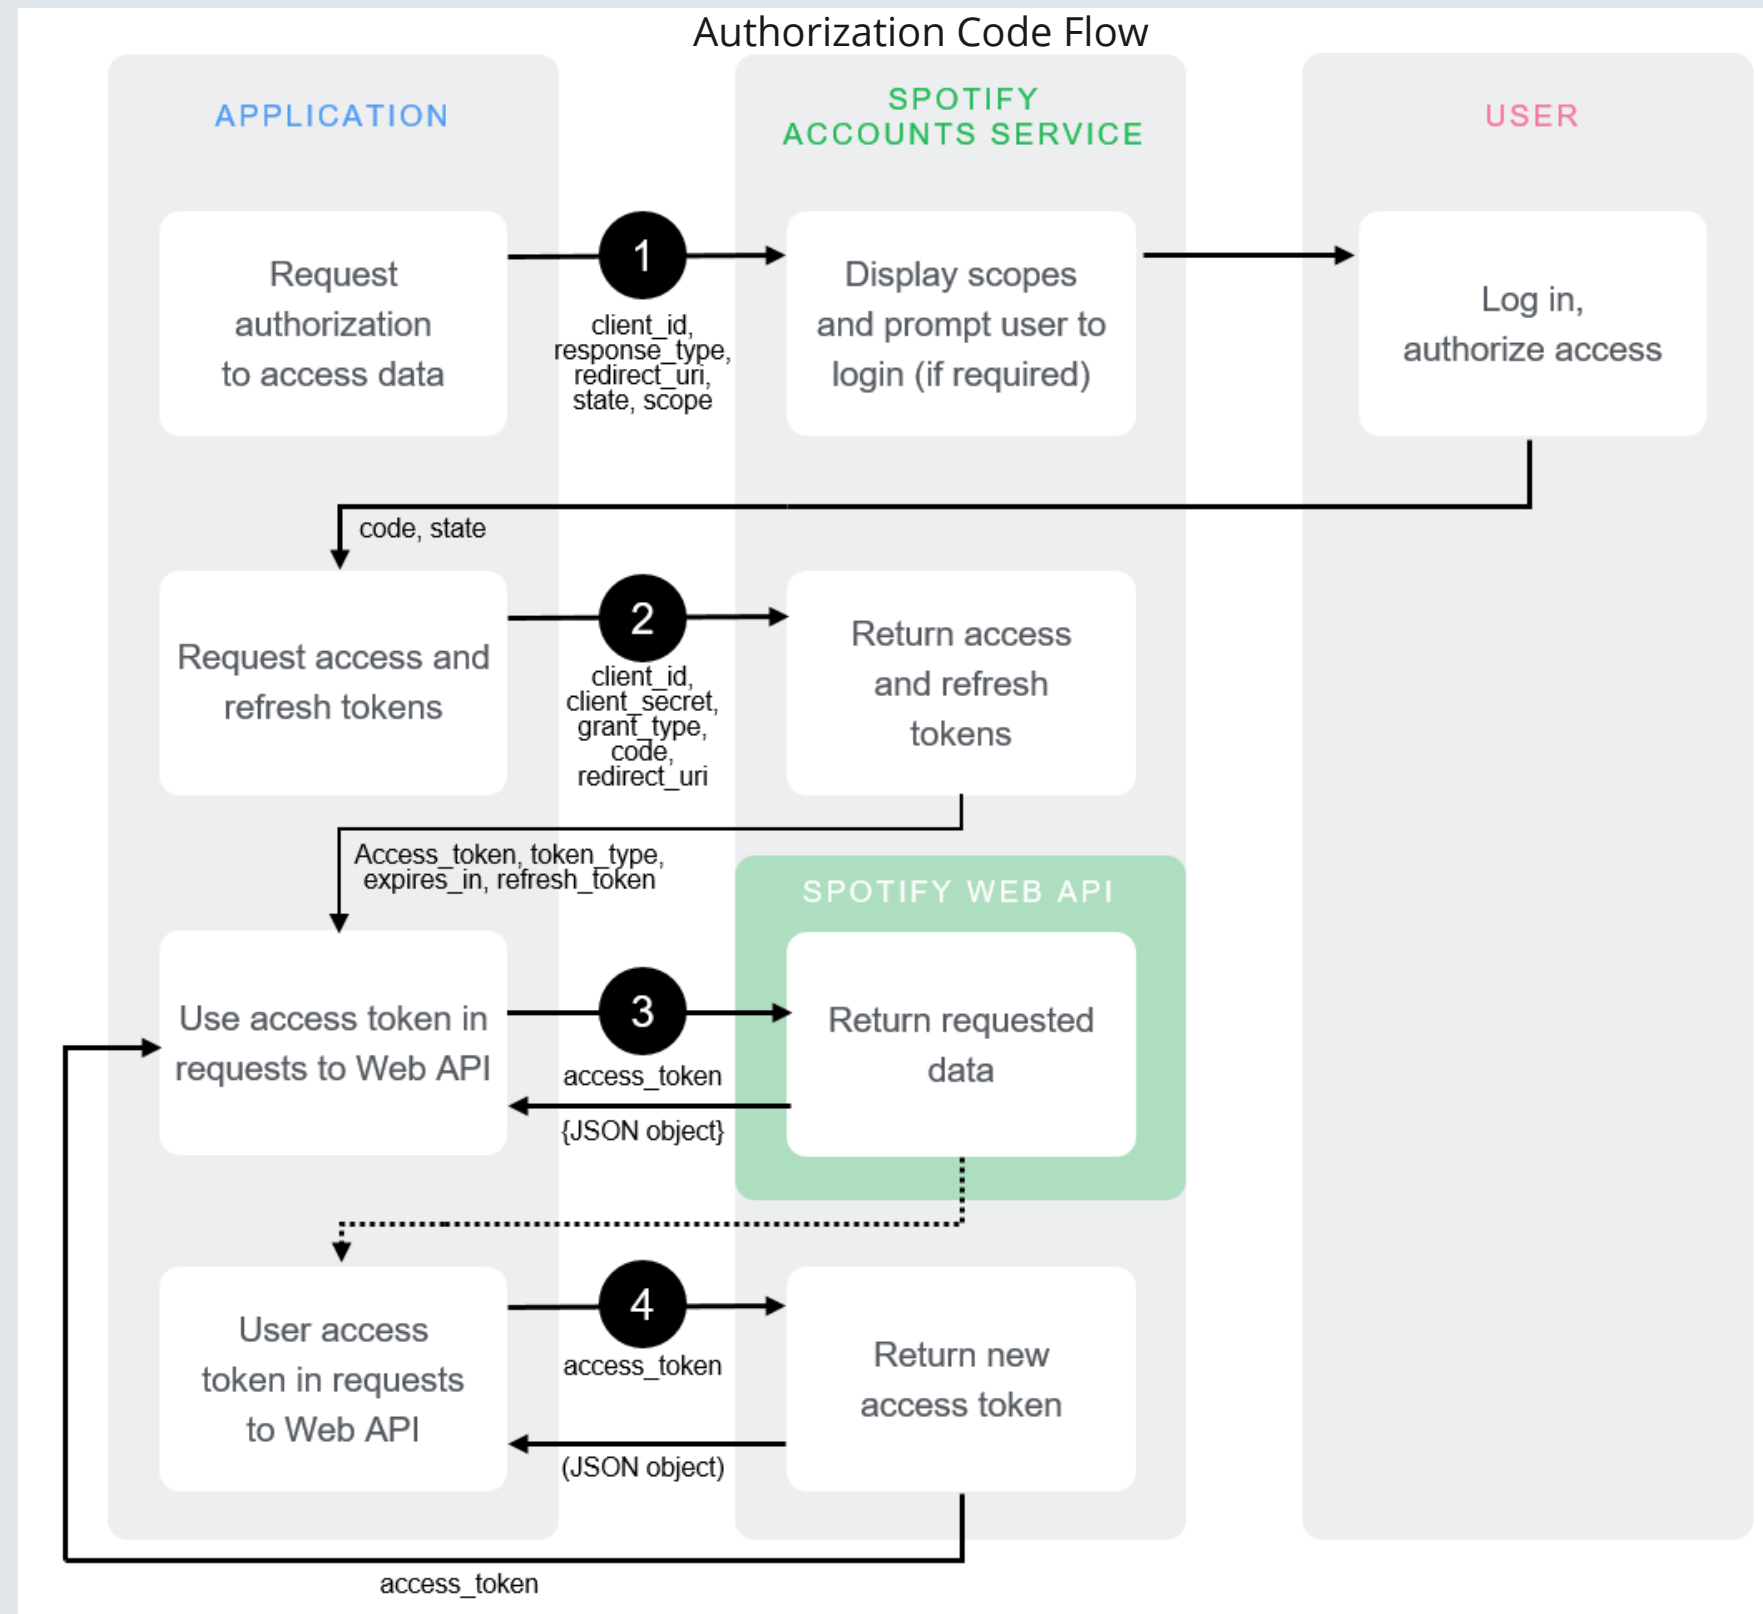 Authorization Code Flow
APPLICATION
SPOTIFY
ACCOUNTS SERVICE
USER
Request
authorization
to access data
1
client_id,
response_type,
redirect_uri,
state, scope
Display scopes
and prompt user to
login (if required)
Log in,
authorize access
code, state
Request access and
refresh tokens
2
client_id,
client_secret,
grant_type,
code,
redirect_uri
Return access
and refresh
tokens
Access_token, token_type,
expires_in, refresh_token
SPOTIFY WEB API
Use access token in
requests to Web API
3
access_token
{JSON object}
Return requested
data
User access
token in requests
to Web API
4
access_token
(JSON object)
Return new
access token
access_token